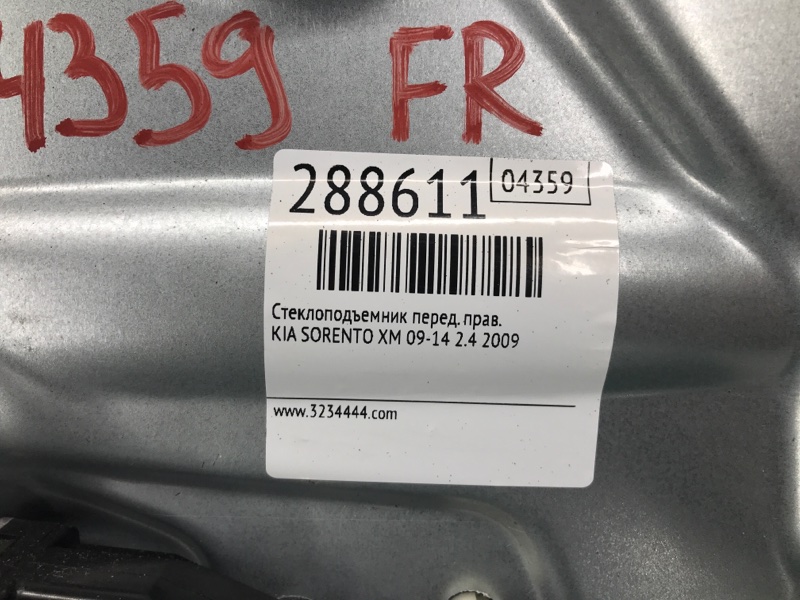 4359 FR
288611
04359
Стеклоподъемник перед. прав.
KIA SORENTO XM 09-14 2.4 2009
www.3234444.com